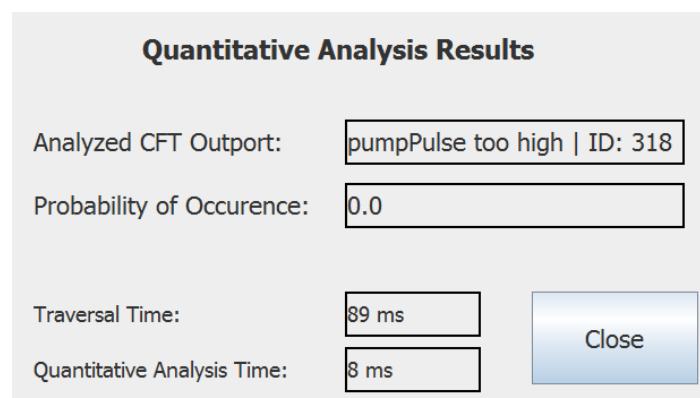 Quantitative Analysis Results
Analyzed CFT Outport: pumpPulse too high | ID: 318
Probability of Occurence: 0.0
Traversal Time: 89 ms
Close
Quantitative Analysis Time: 8 ms